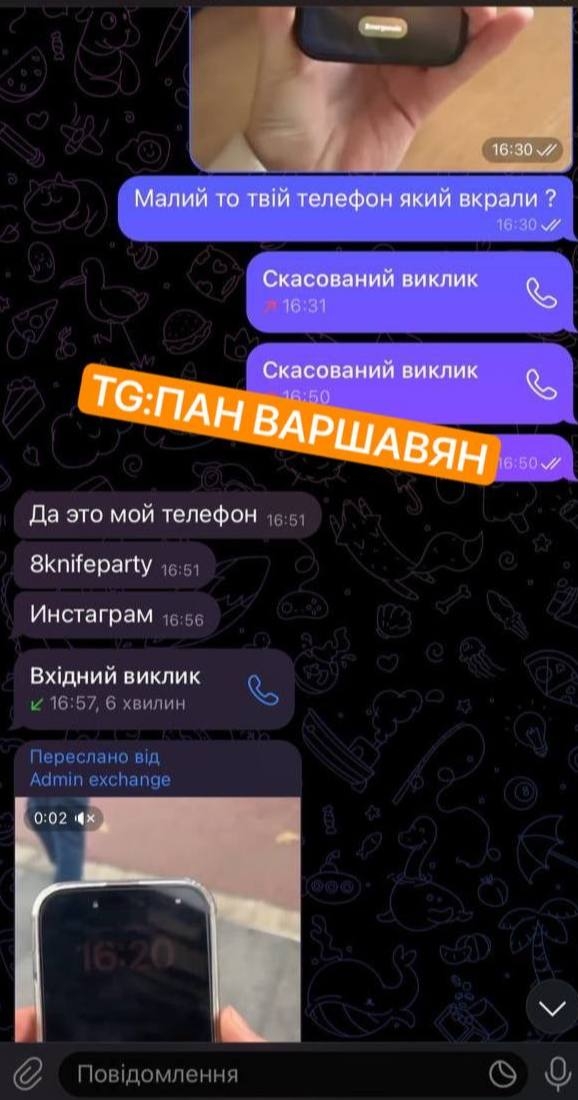 16:30
Малий то твій телефон який вкрали ?
16:30
Скасований виклик
16:31
Скасований виклик
16:50
TG:ПАН ВАРШАВЯН
16:50
Да это мой телефон 16:51
8knifeparty 16:51
Инстаграм 16:56
Вхідний виклик
16:57, 6 хвилин
Переслано від
Admin exchange
0:02
16:20
Повідомлення